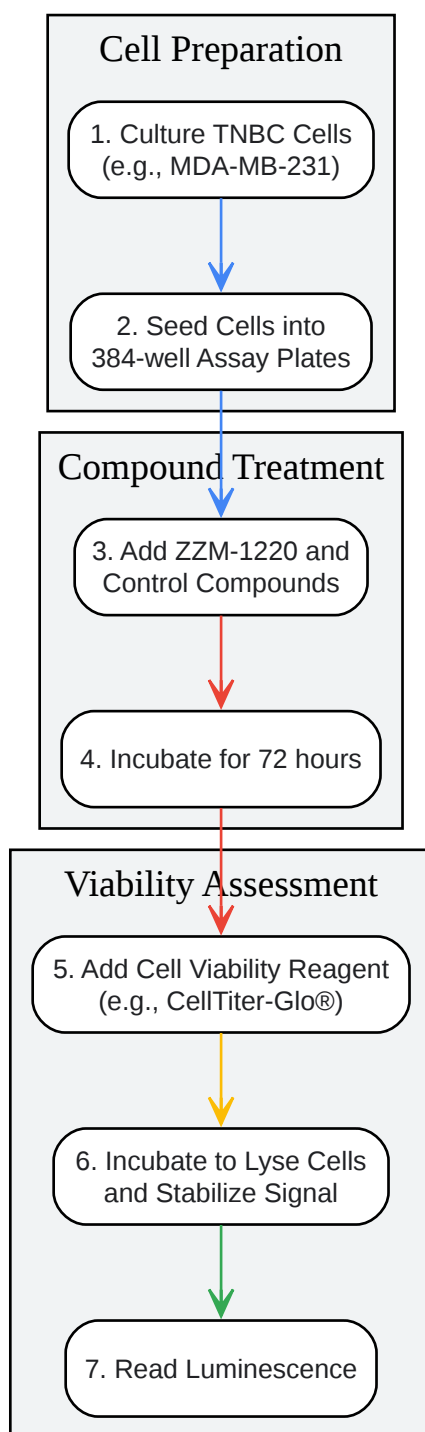 Cell Preparation
1. Culture TNBC Cells
(e.g., MDA-MB-231)
2. Seed Cells into
384-well Assay Plates
Compound Treatment
3. Add ZZM-1220 and
Control Compounds
4. Incubate for 72 hours
Viability Assessment
5. Add Cell Viability Reagent
(e.g., CellTiter-Glo®)
6. Incubate to Lyse Cells
and Stabilize Signal
7. Read Luminescence